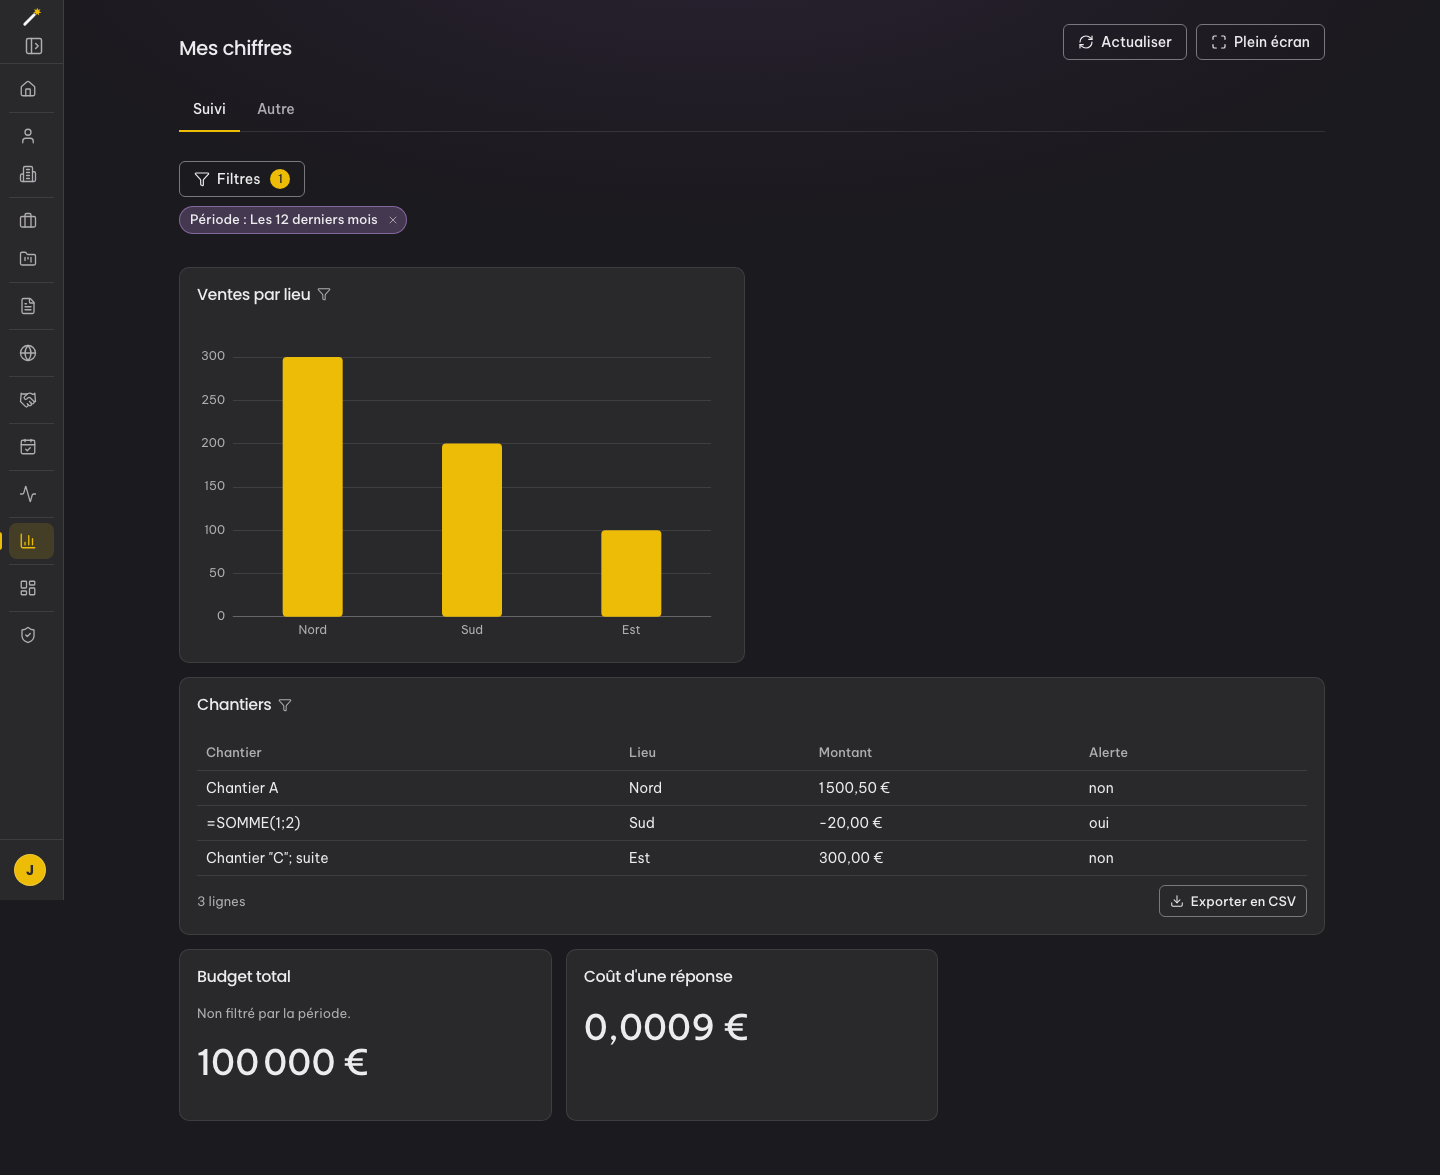 Mes chiffres
Actualiser
Plein écran
Suivi
Autre
Filtres 1
Période : Les 12 derniers mois
Ventes par lieu
300
250
200
150
100
50
0
Nord
Sud
Est
Chantiers
Chantier Lieu Montant Alerte
Chantier A Nord 1 500,50 € non
=SOMME(1;2) Sud -20,00 € oui
Chantier "C"; suite Est 300,00 € non
3 lignes
Exporter en CSV
Budget total
Non filtré par la période.
100 000 €
Coût d'une réponse
0,0009 €
J